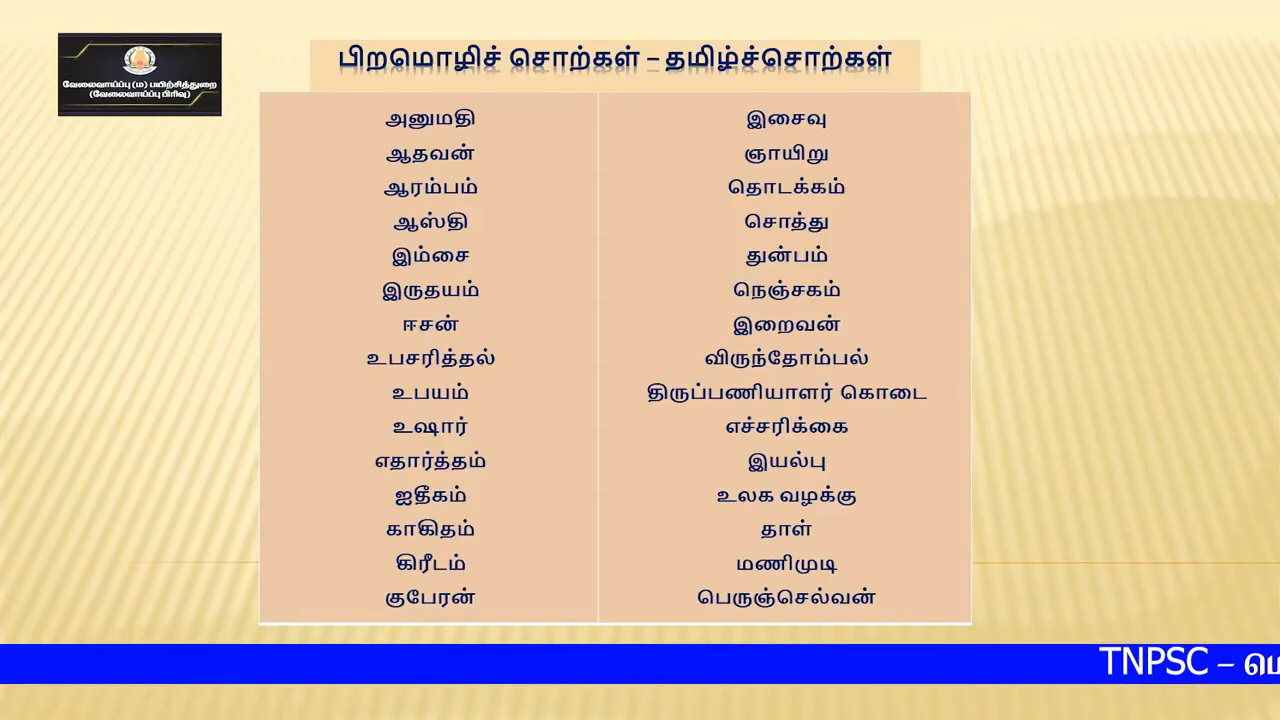 வேலைவாய்ப்பு (ம) பயிற்சித்துறை
(வேலைவாய்ப்பு பிரிவு)
பிறமொழிச் சொற்கள் – தமிழ்ச்சொற்கள்
அனுமதி இசைவு
ஆதவன் ஞாயிறு
ஆரம்பம் தொடக்கம்
ஆஸ்தி சொத்து
இம்சை துன்பம்
இருதயம் நெஞ்சகம்
ஈசன் இறைவன்
உபசரித்தல் விருந்தோம்பல்
உபயம் திருப்பணியாளர் கொடை
உஷார் எச்சரிக்கை
எதார்த்தம் இயல்பு
ஐதீகம் உலக வழக்கு
காகிதம் தாள்
கிரீடம் மணிமுடி
குபேரன் பெருஞ்செல்வன்
TNPSC –